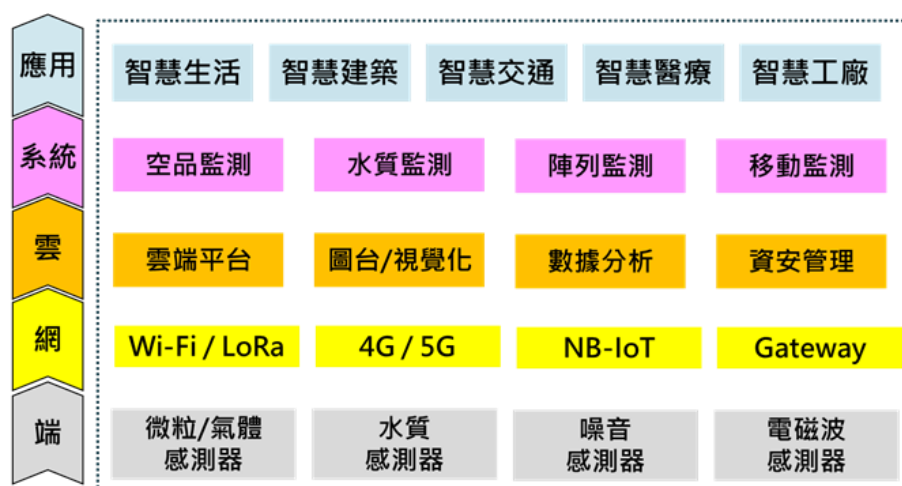 應用
智慧生活
智慧建築
智慧交通
智慧醫療
智慧工廠
系統
空品監測
水質監測
陣列監測
移動監測
雲
雲端平台
圖台/視覺化
數據分析
資安管理
網
Wi-Fi / LoRa
4G / 5G
NB-IoT
Gateway
端
微粒/氣體
感測器
水質
感測器
噪音
感測器
電磁波
感測器